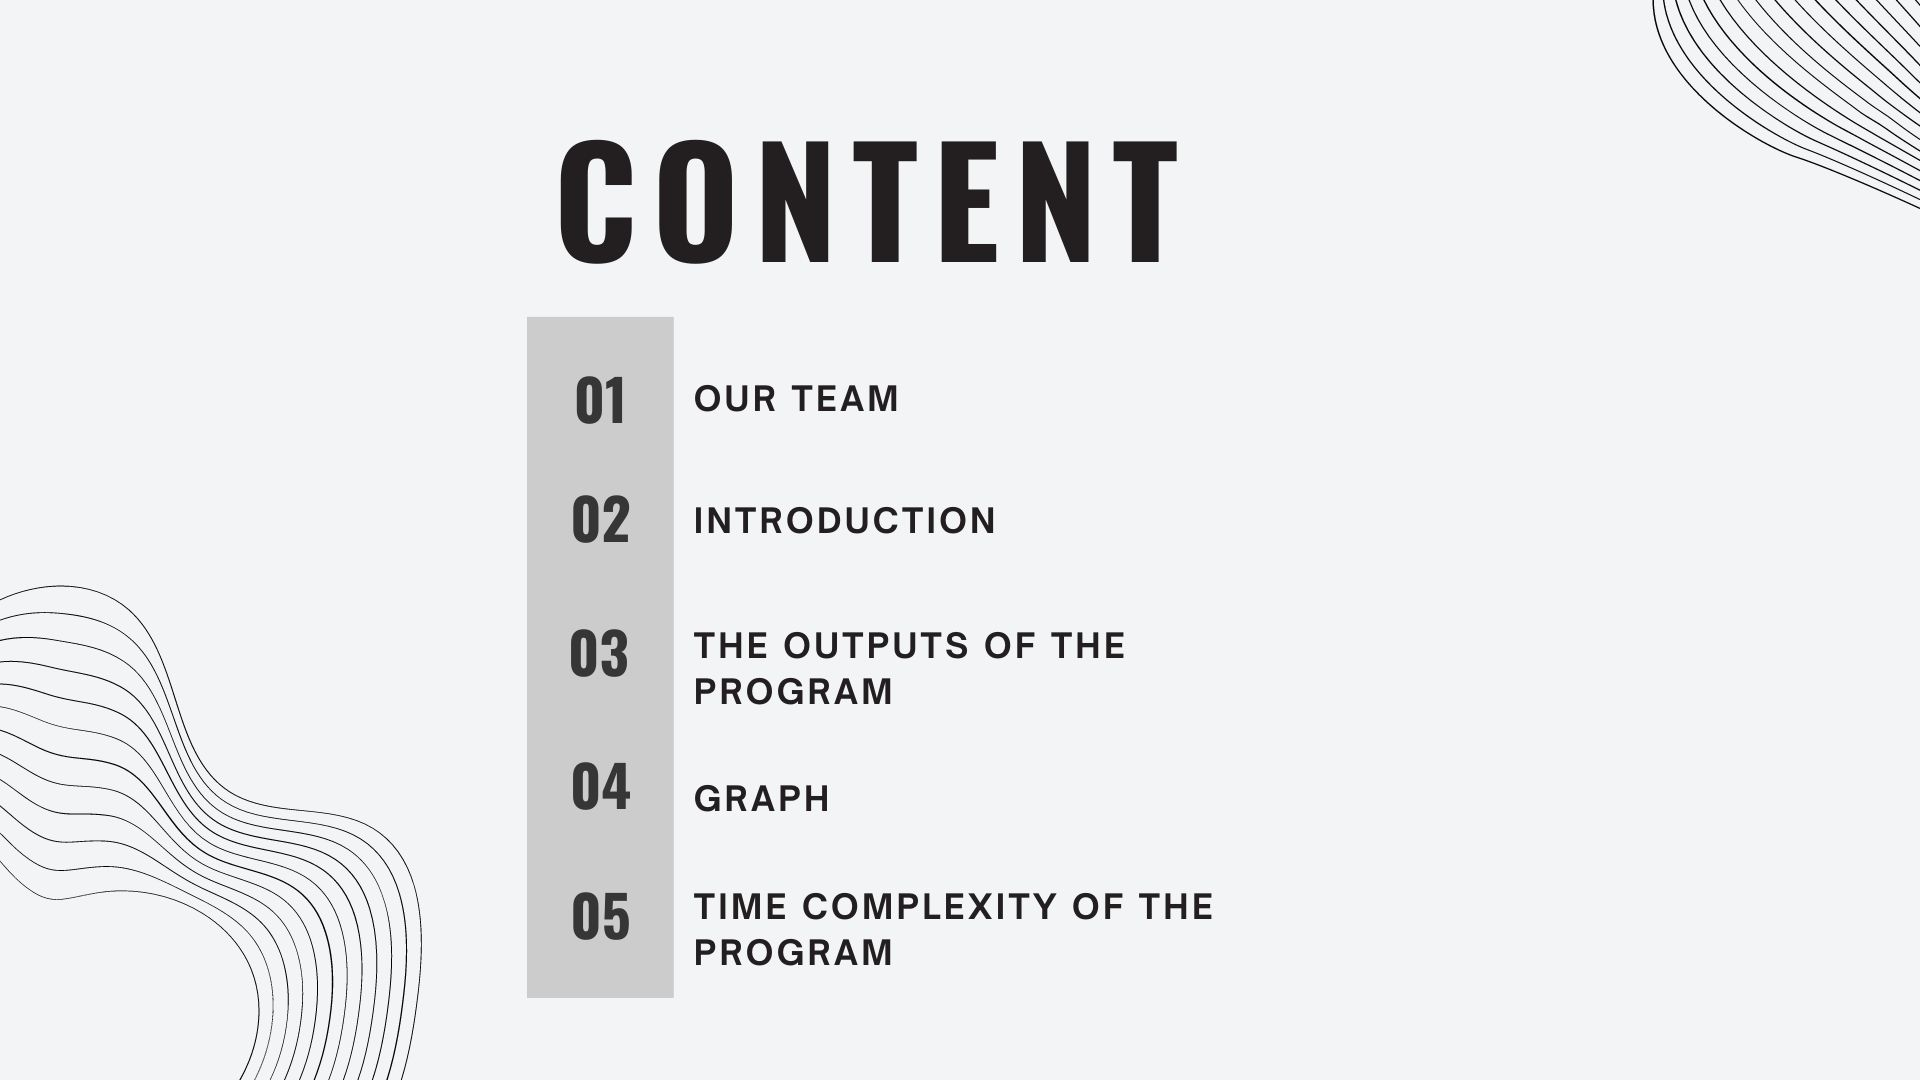 CONTENT
01 OUR TEAM
02 INTRODUCTION
03 THE OUTPUTS OF THE
PROGRAM
04 GRAPH
05 TIME COMPLEXITY OF THE
PROGRAM